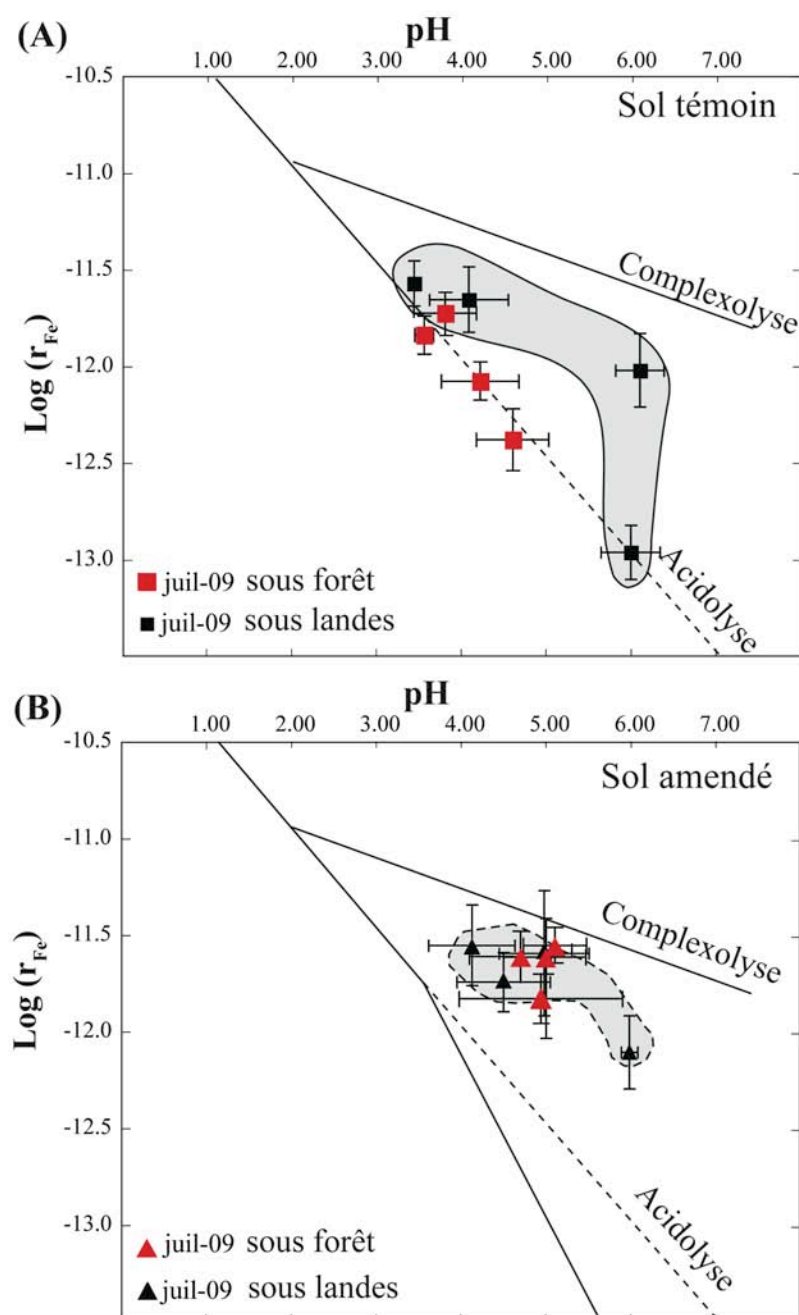 (A)
pH
1.00 2.00 3.00 4.00 5.00 6.00 7.00
-10.5
Sol témoin
-11.0
Complexolyse
-11.5
Log (rFe)
-12.0
-12.5
Acidolyse
-13.0
juil-09 sous forêt
juil-09 sous landes
(B)
pH
1.00 2.00 3.00 4.00 5.00 6.00 7.00
-10.5
Sol amendé
-11.0
Complexolyse
-11.5
Log (rFe)
-12.0
-12.5
Acidolyse
-13.0
juil-09 sous forêt
juil-09 sous landes